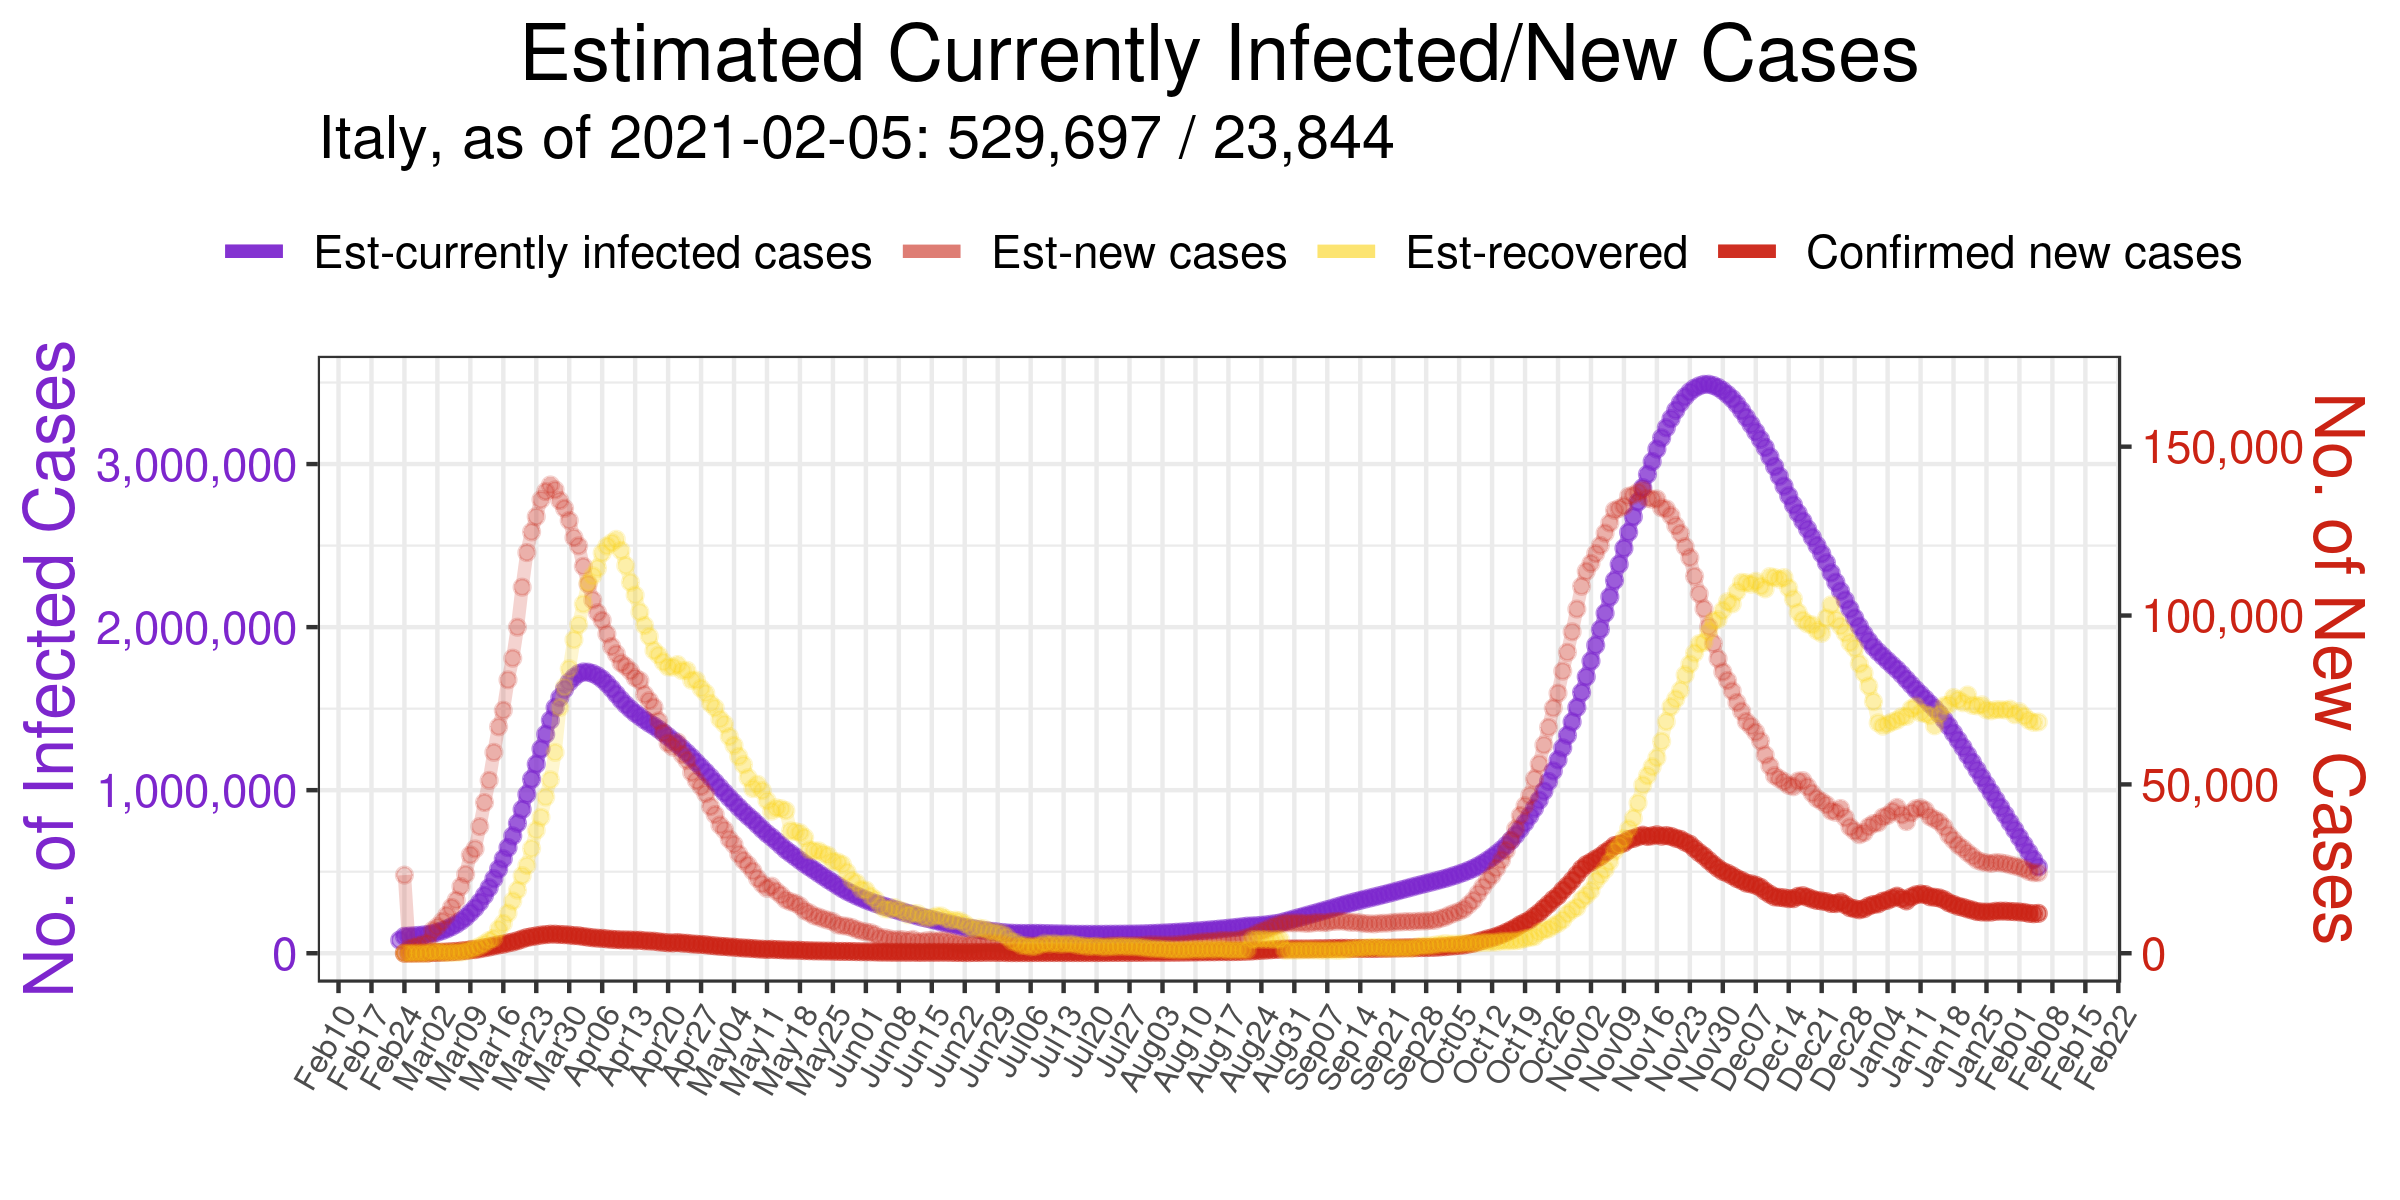 Estimated Currently Infected/New Cases
Italy, as of 2021-02-05: 529,697 / 23,844
Est-currently infected cases
Est-new cases
Est-recovered
Confirmed new cases
No. of Infected Cases
3,000,000
2,000,000
1,000,000
0
150,000
100,000
50,000
0
No. of New Cases
Feb10
Feb17
Feb24
Mar02
Mar09
Mar16
Mar23
Mar30
Apr06
Apr13
Apr20
Apr27
May04
May11
May18
May25
Jun01
Jun08
Jun15
Jun22
Jun29
Jul06
Jul13
Jul20
Jul27
Aug03
Aug10
Aug17
Aug24
Aug31
Sep07
Sep14
Sep21
Sep28
Oct05
Oct12
Oct19
Oct26
Nov02
Nov09
Nov16
Nov23
Nov30
Dec07
Dec14
Dec21
Dec28
Jan04
Jan11
Jan18
Jan25
Feb01
Feb08
Feb15
Feb22